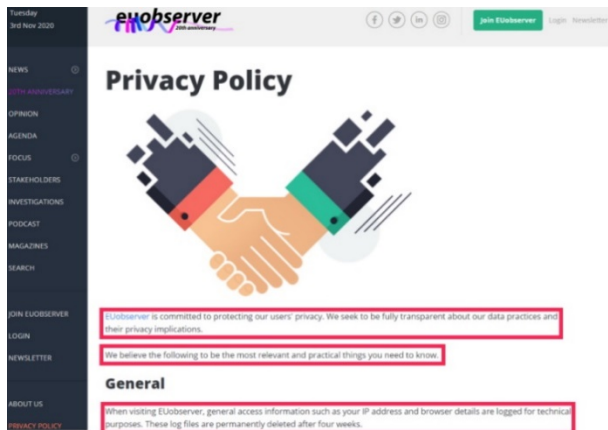 Tuesday
3rd Nov 2020
euobserver
20th anniversary
Join EUobserver
Login Newsletter
NEWS
20TH ANNIVERSARY
OPINION
AGENDA
FOCUS
STAKEHOLDERS
INVESTIGATIONS
PODCAST
MAGAZINES
SEARCH
JOIN EUOBSERVER
LOGIN
NEWSLETTER
ABOUT US
PRIVACY POLICY
Privacy Policy
EUobserver is committed to protecting our users' privacy. We seek to be fully transparent about our data practices and
their privacy implications.
We believe the following to be the most relevant and practical things you need to know.
General
When visiting EUobserver, general access information such as your IP address and browser details are logged for technical
purposes. These log files are permanently deleted after four weeks.